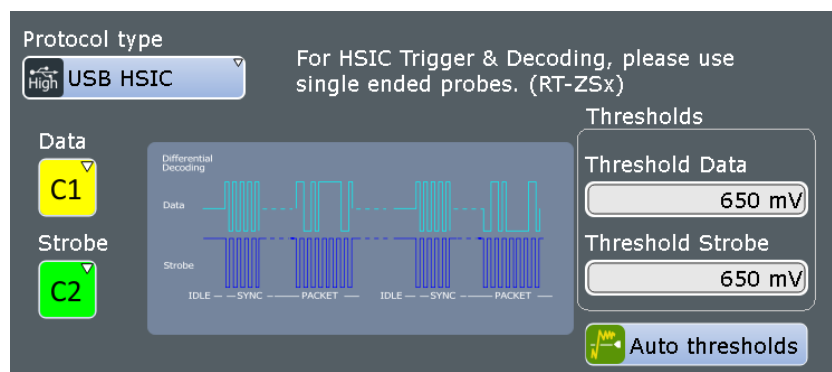 Protocol type
High USB HSIC
For HSIC Trigger & Decoding, please use
single ended probes. (RT-ZSx)
Data
C1
Strobe
C2
Differential
Decoding
Data
Strobe
IDLE — —SYNC —— PACKET — IDLE — —SYNC —— PACKET —
Thresholds
Threshold Data
650 mV
Threshold Strobe
650 mV
N
Auto thresholds